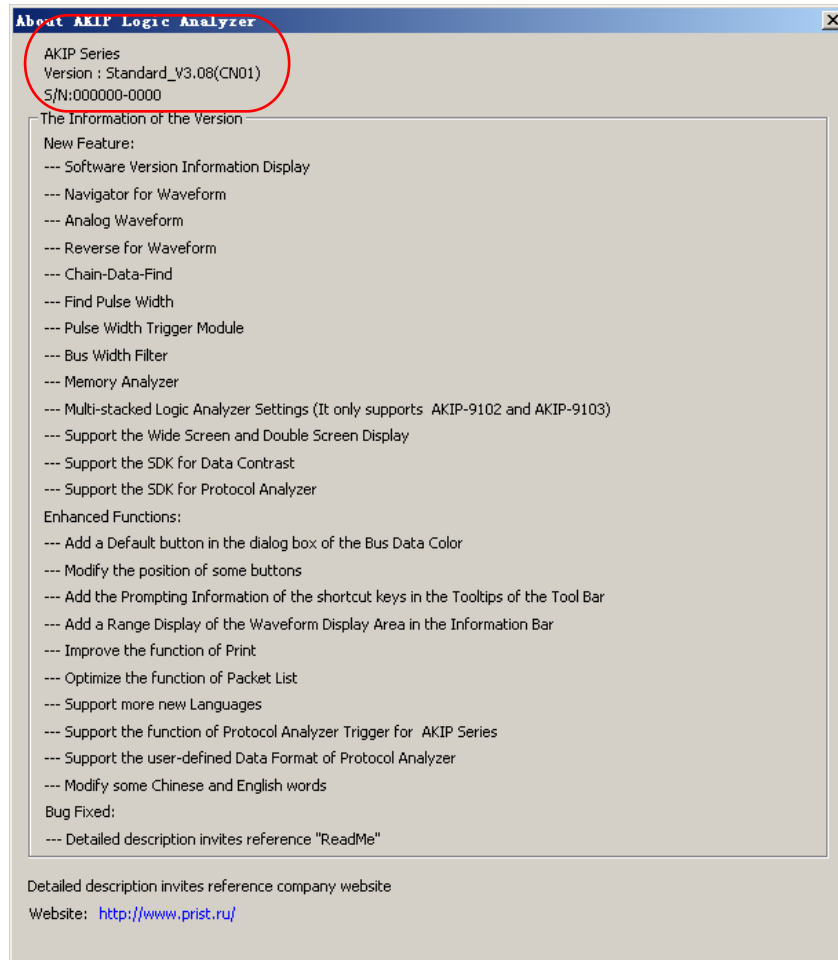 About AKIP Logic Analyzer
AKIP Series
Version : Standard_V3.08(CN01)
S/N:000000-0000
The Information of the Version
New Feature:
--- Software Version Information Display
--- Navigator for Waveform
--- Analog Waveform
--- Reverse for Waveform
--- Chain-Data-Find
--- Find Pulse Width
--- Pulse Width Trigger Module
--- Bus Width Filter
--- Memory Analyzer
--- Multi-stacked Logic Analyzer Settings (It only supports AKIP-9102 and AKIP-9103)
--- Support the Wide Screen and Double Screen Display
--- Support the SDK for Data Contrast
--- Support the SDK for Protocol Analyzer
Enhanced Functions:
--- Add a Default button in the dialog box of the Bus Data Color
--- Modify the position of some buttons
--- Add the Prompting Information of the shortcut keys in the Tooltips of the Tool Bar
--- Add a Range Display of the Waveform Display Area in the Information Bar
--- Improve the function of Print
--- Optimize the function of Packet List
--- Support more new Languages
--- Support the function of Protocol Analyzer Trigger for AKIP Series
--- Support the user-defined Data Format of Protocol Analyzer
--- Modify some Chinese and English words
Bug Fixed:
--- Detailed description invites reference "ReadMe"
Detailed description invites reference company website
Website: http://www.prist.ru/